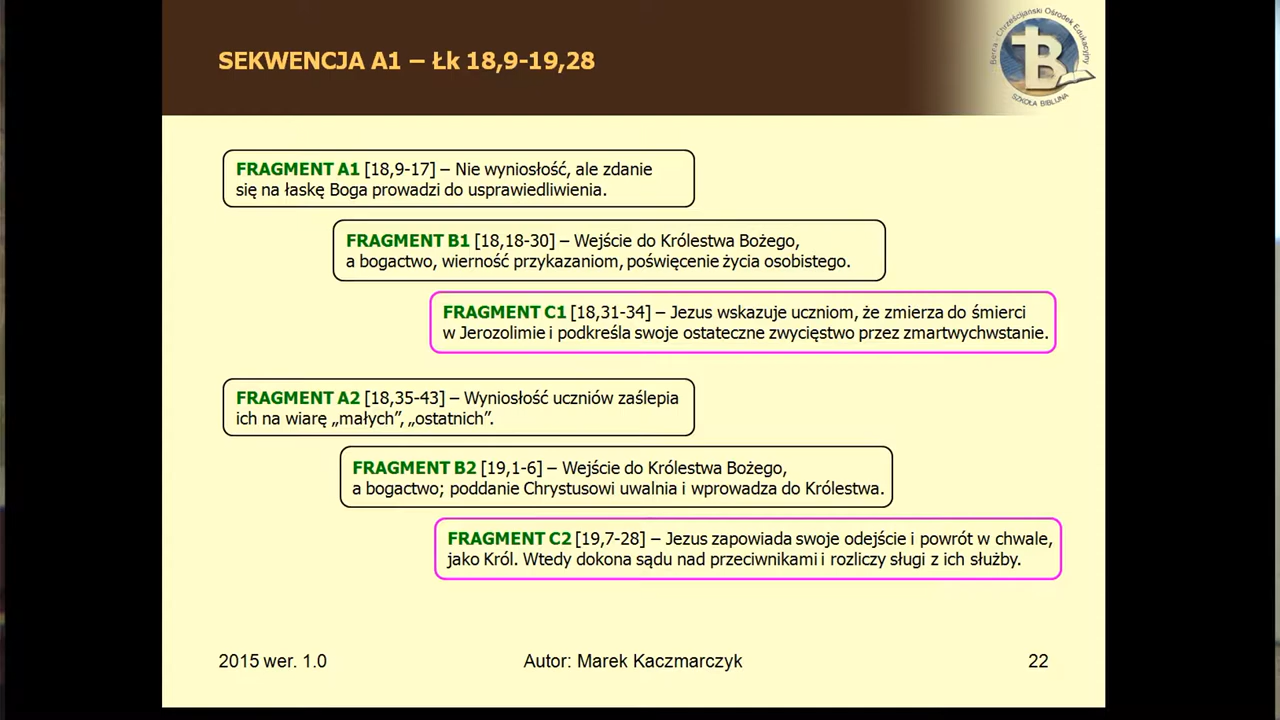 SEKWENCJA A1 – Łk 18,9-19,28
Berea - Chrześcijański Ośrodek Edukacyjny
SZKOŁA BIBLIJNA
FRAGMENT A1 [18,9-17] – Nie wyniosłość, ale zdanie
się na łaskę Boga prowadzi do usprawiedliwienia.
FRAGMENT B1 [18,18-30] – Wejście do Królestwa Bożego,
a bogactwo, wierność przykazaniom, poświęcenie życia osobistego.
FRAGMENT C1 [18,31-34] – Jezus wskazuje uczniom, że zmierza do śmierci
w Jerozolimie i podkreśla swoje ostateczne zwycięstwo przez zmartwychwstanie.
FRAGMENT A2 [18,35-43] – Wyniosłość uczniów zaślepia
ich na wiarę „małych”, „ostatnich”.
FRAGMENT B2 [19,1-6] – Wejście do Królestwa Bożego,
a bogactwo; poddanie Chrystusowi uwalnia i wprowadza do Królestwa.
FRAGMENT C2 [19,7-28] – Jezus zapowiada swoje odejście i powrót w chwale,
jako Król. Wtedy dokona sądu nad przeciwnikami i rozliczy sługi z ich służby.
2015 wer. 1.0
Autor: Marek Kaczmarczyk
22